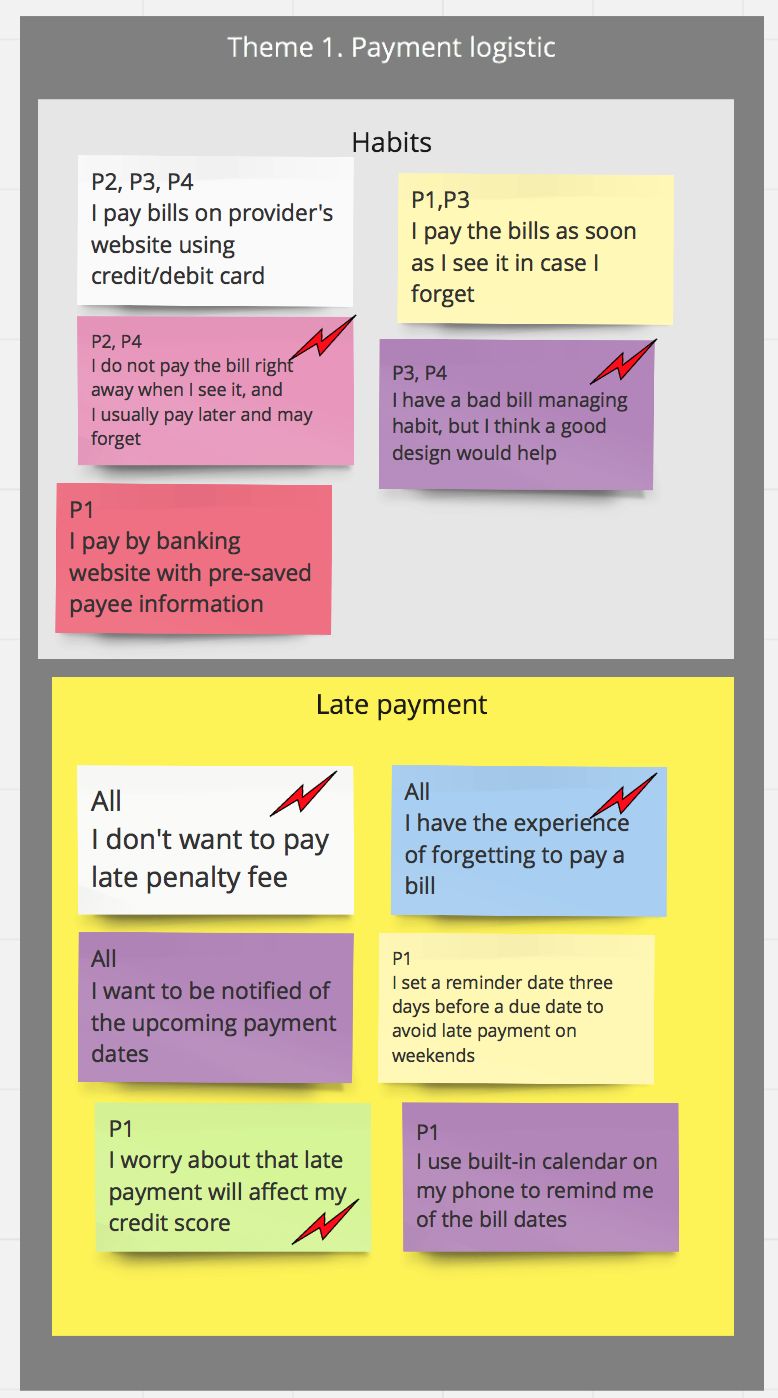 Theme 1. Payment logistic
Habits
P2, P3, P4
I pay bills on provider's
website using
credit/debit card
P1,P3
I pay the bills as soon
as I see it in case I
forget
P2, P4
I do not pay the bill right
away when I see it, and
I usually pay later and may
forget
P3, P4
I have a bad bill managing
habit, but I think a good
design would help
P1
I pay by banking
website with pre-saved
payee information
Late payment
All
I don't want to pay
late penalty fee
All
I have the experience
of forgetting to pay a
bill
All
I want to be notified of
the upcoming payment
dates
P1
I set a reminder date three
days before a due date to
avoid late payment on
weekends
P1
I worry about that late
payment will affect my
credit score
P1
I use built-in calendar on
my phone to remind me
of the bill dates